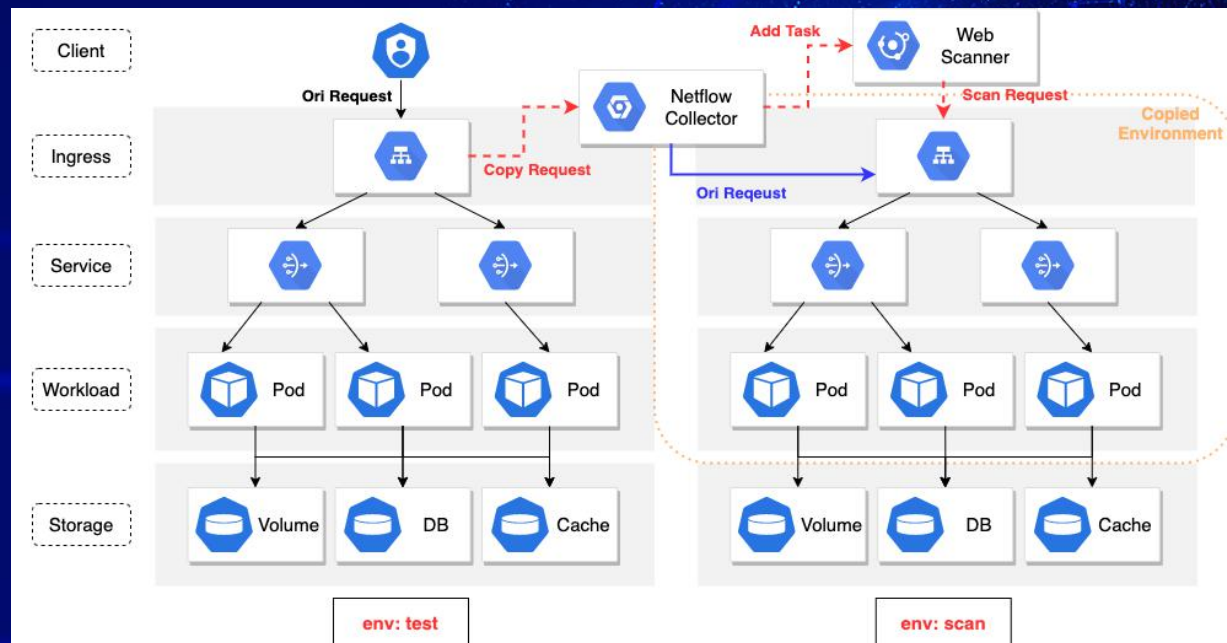 Client
Ori Request
Add Task
Web
Scanner
Netflow
Collector
Scan Request
Copied
Environment
Ingress
Copy Request
Ori Reqeust
Service
Workload
Pod
Pod
Pod
Pod
Pod
Pod
Storage
Volume
DB
Cache
Volume
DB
Cache
env: test
env: scan